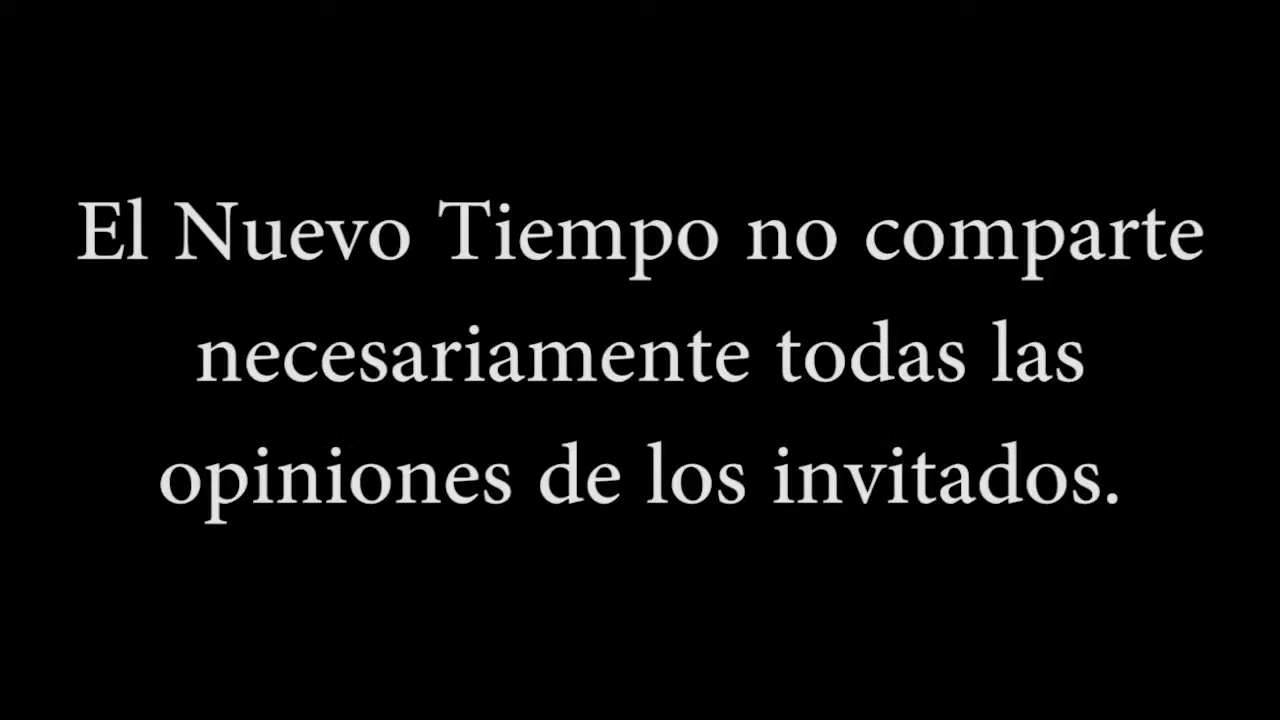 El Nuevo Tiempo no comparte
necesariamente todas las
opiniones de los invitados.